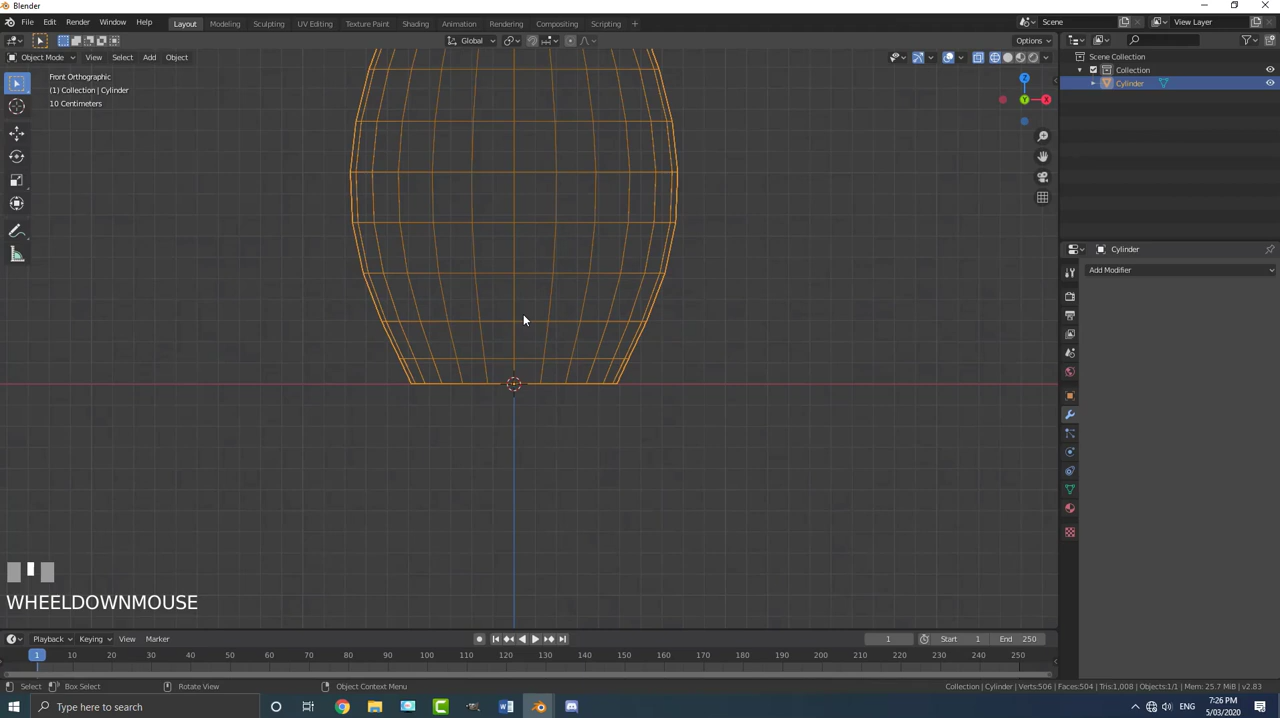 Blender
File Edit Render Window Help
Layout Modeling Sculpting UV Editing Texture Paint Shading Animation Rendering Compositing Scripting +
Scene
View Layer
Global
Options
Object Mode View Select Add Object
Front Orthographic
(1) Collection | Cylinder
10 Centimeters
Z
Y
X
Scene Collection
Collection
Cylinder
Cylinder
Add Modifier
WHEELDOWNMOUSE
Playback Keying View Marker
1
Start 1
End 250
1 10 20 30 40 50 60 70 80 90 100 110 120 130 140 150 160 170 180 190 200 210 220 230 240 250
Select Box Select Rotate View Object Context Menu
Collection | Cylinder | Verts:506 | Faces:504 | Tris:1,008 | Objects:1/1 | Mem: 25.7 MiB | v2.83
Type here to search
ENG
7:26 PM
5/03/2020